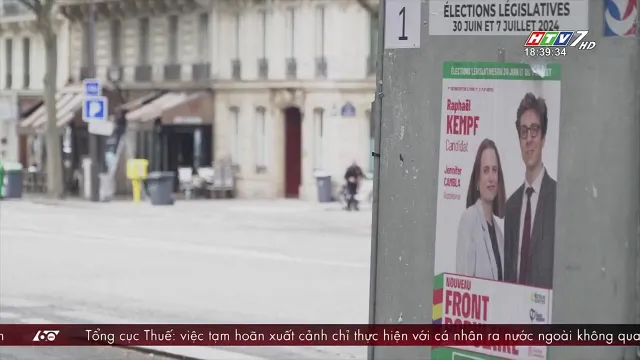 1
ÉLECTIONS LÉGISLATIVES
30 JUIN ET 7 JUILLET 2024
HTV7 HD
18:39:34
Raphaël
KEMPF
Candidat
Jennifer
CAMBLA
NOUVEAU
FRONT
P
Tổng cục Thuế: việc tạm hoãn xuất cảnh chỉ thực hiện với cá nhân ra nước ngoài không